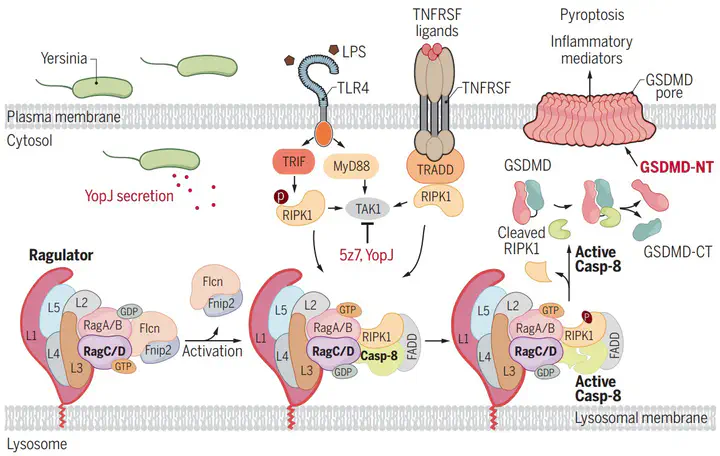 Yersinia
LPS
TLR4
TNFRSF
ligands
TNFRSF
Pyroptosis
Inflammatory
mediators
GSDMD
pore
Plasma membrane
Cytosol
YopJ secretion
TRIF
MyD88
TRADD
P
RIPK1
TAK1
RIPK1
5z7, YopJ
GSDMD
GSDMD-NT
Cleaved
RIPK1
Active
Casp-8
GSDMD-CT
Ragulator
Flcn
Fnip2
Activation
L1
L5
L2
L4
L3
GDP
RagA/B
RagC/D
GTP
Flcn
Fnip2
L1
L5
L2
L4
L3
GTP
RagA/B
RagC/D
GDP
RIPK1
Casp-8
FADD
L1
L5
L2
L4
L3
GTP
RagA/B
RagC/D
GDP
P
RIPK1
FADD
Active
Casp-8
Lysosomal membrane
Lysosome